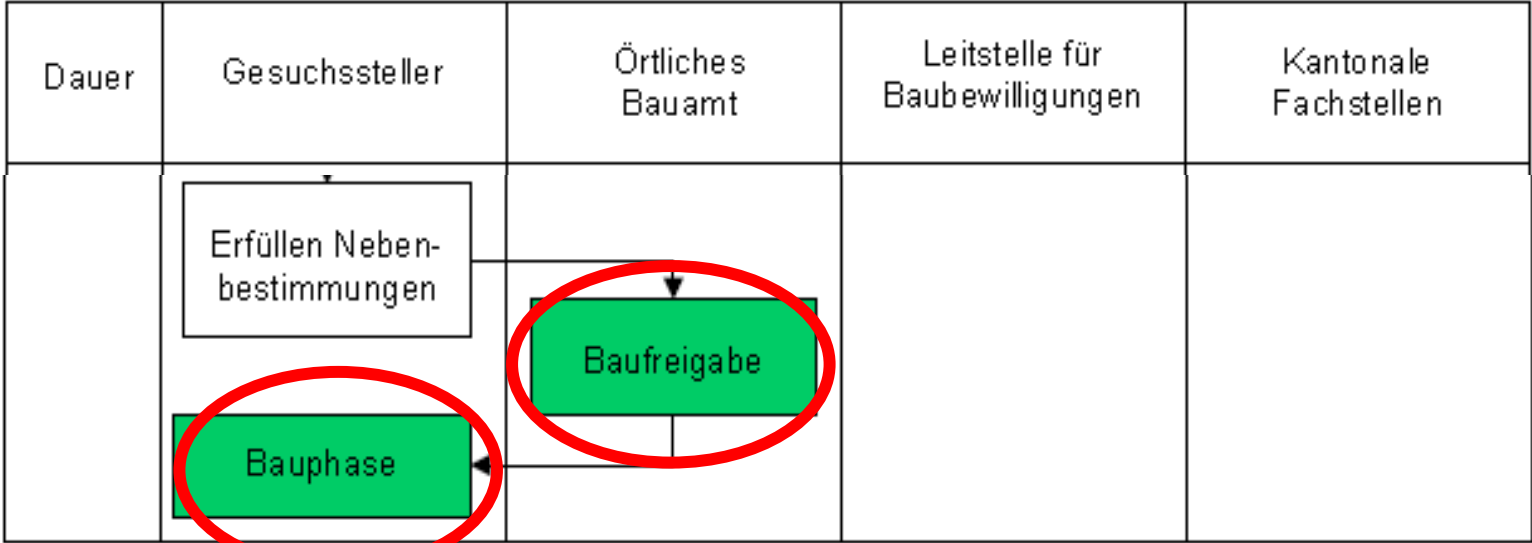 Dauer
Gesuchssteller
Örtliches
Bauamt
Leitstelle für
Baubewilligungen
Kantonale
Fachstellen
Erfüllen Neben-
bestimmungen
Baufreigabe
Bauphase